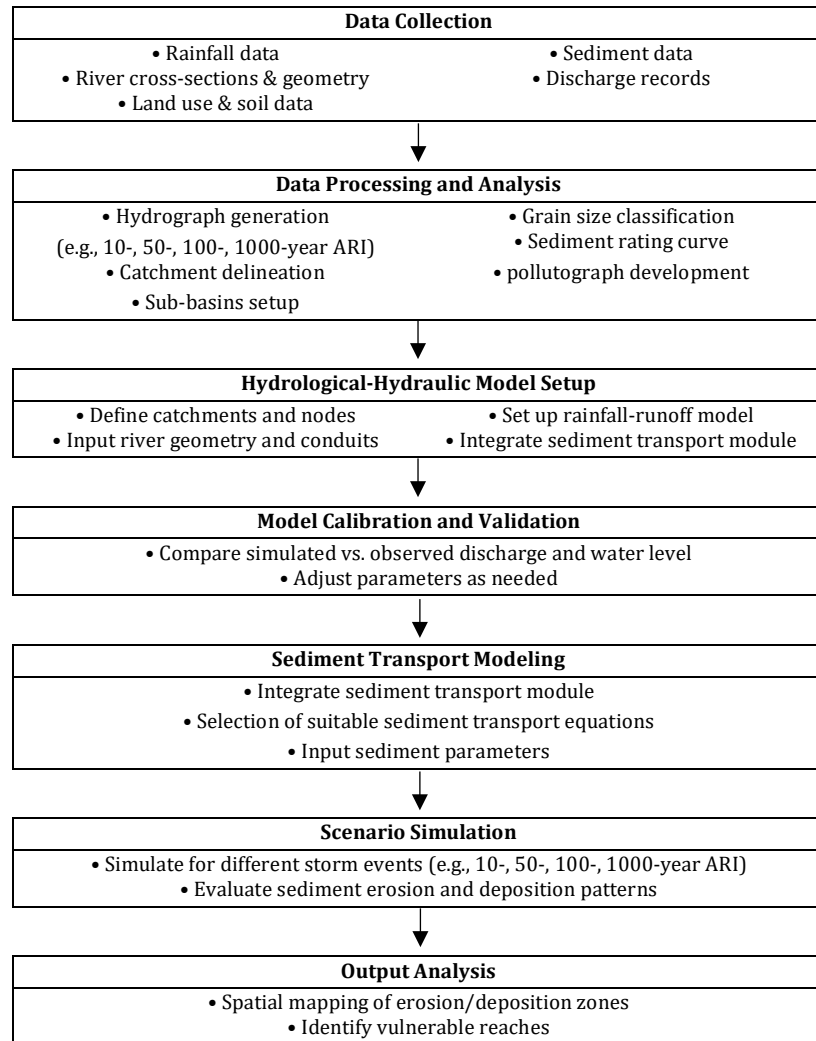 Data Collection
• Rainfall data
• River cross-sections & geometry
• Land use & soil data
• Sediment data
• Discharge records
Data Processing and Analysis
• Hydrograph generation
(e.g., 10-, 50-, 100-, 1000-year ARI)
• Catchment delineation
• Sub-basins setup
• Grain size classification
• Sediment rating curve
• pollutograph development
Hydrological-Hydraulic Model Setup
• Define catchments and nodes
• Input river geometry and conduits
• Set up rainfall-runoff model
• Integrate sediment transport module
Model Calibration and Validation
• Compare simulated vs. observed discharge and water level
• Adjust parameters as needed
Sediment Transport Modeling
• Integrate sediment transport module
• Selection of suitable sediment transport equations
• Input sediment parameters
Scenario Simulation
• Simulate for different storm events (e.g., 10-, 50-, 100-, 1000-year ARI)
• Evaluate sediment erosion and deposition patterns
Output Analysis
• Spatial mapping of erosion/deposition zones
• Identify vulnerable reaches